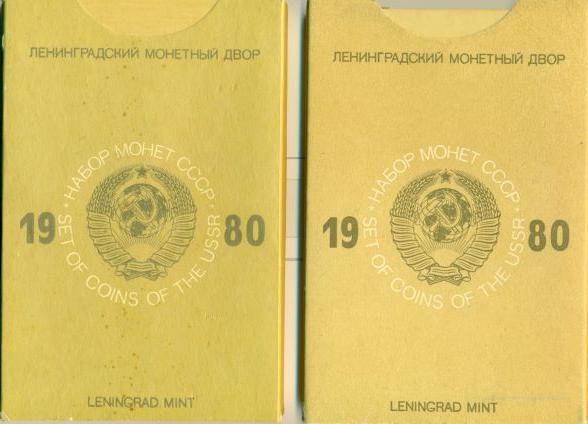 ЛЕНИНГРАДСКИЙ МОНЕТНЫЙ ДВОР
НАБОР МОНЕТ СССР
19 80
SET OF COINS OF THE USSR
LENINGRAD MINT
ЛЕНИНГРАДСКИЙ МОНЕТНЫЙ ДВОР
НАБОР МОНЕТ СССР
19 80
SET OF COINS OF THE USSR
LENINGRAD MINT